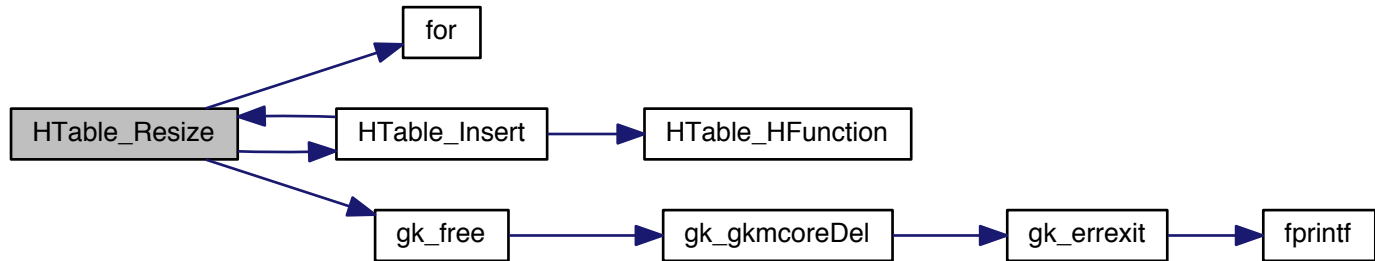 for
HTable_Resize
HTable_Insert
HTable_HFunction
gk_free
gk_gkmcoreDel
gk_errexit
fprintf